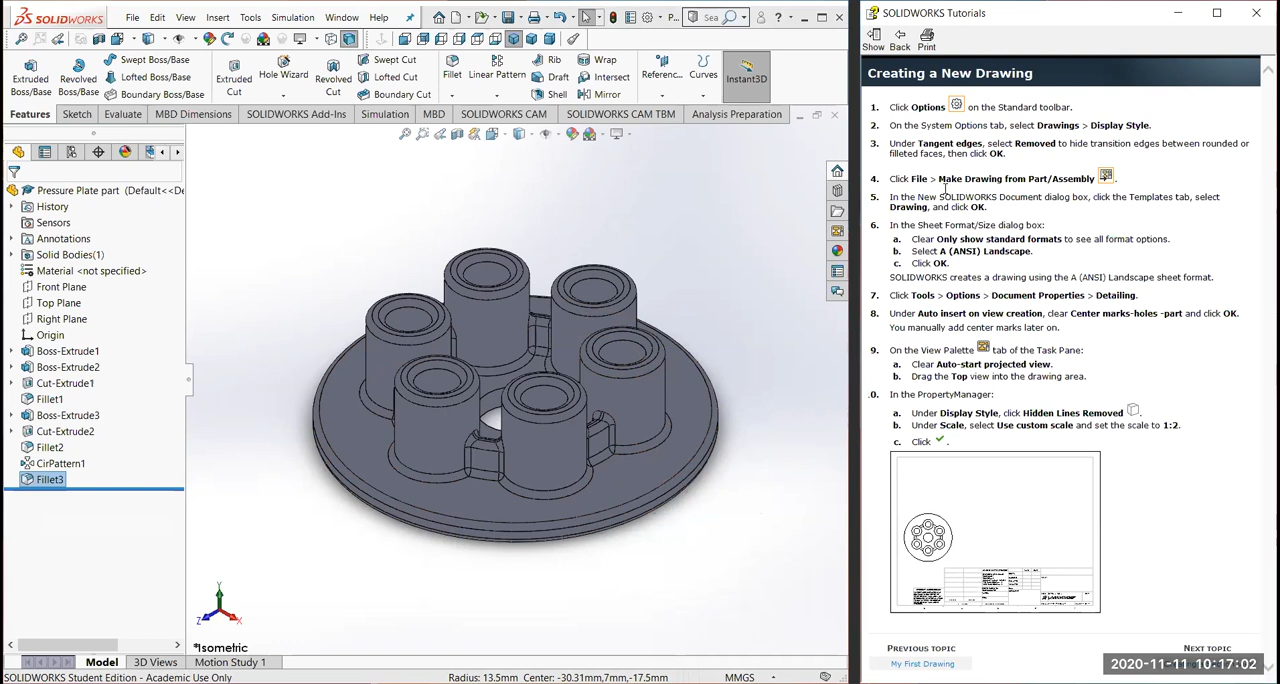 SOLIDWORKS
File Edit View Insert Tools Simulation Window Help
P...
Sea
Extruded Boss/Base
Revolved Boss/Base
Swept Boss/Base
Lofted Boss/Base
Boundary Boss/Base
Extruded Cut
Hole Wizard
Revolved Cut
Swept Cut
Lofted Cut
Boundary Cut
Fillet
Linear Pattern
Rib
Draft
Shell
Wrap
Intersect
Mirror
Referenc...
Curves
Instant3D
Features Sketch Evaluate MBD Dimensions SOLIDWORKS Add-Ins Simulation MBD SOLIDWORKS CAM SOLIDWORKS CAM TBM Analysis Preparation
Pressure Plate part (Default<<De
History
Sensors
Annotations
Solid Bodies(1)
Material <not specified>
Front Plane
Top Plane
Right Plane
Origin
Boss-Extrude1
Boss-Extrude2
Cut-Extrude1
Fillet1
Boss-Extrude3
Cut-Extrude2
Fillet2
CirPattern1
Fillet3
Y
Z
X
*Isometric
Model 3D Views Motion Study 1
SOLIDWORKS Student Edition - Academic Use Only
Radius: 13.5mm Center: -30.31mm,7mm,-17.5mm
MMGS
SOLIDWORKS Tutorials
Show Back Print
Creating a New Drawing
1. Click Options on the Standard toolbar.
2. On the System Options tab, select Drawings > Display Style.
3. Under Tangent edges, select Removed to hide transition edges between rounded or
filleted faces, then click OK.
4. Click File > Make Drawing from Part/Assembly .
5. In the New SOLIDWORKS Document dialog box, click the Templates tab, select
Drawing, and click OK.
6. In the Sheet Format/Size dialog box:
a. Clear Only show standard formats to see all format options.
b. Select A (ANSI) Landscape.
c. Click OK.
SOLIDWORKS creates a drawing using the A (ANSI) Landscape sheet format.
7. Click Tools > Options > Document Properties > Detailing.
8. Under Auto insert on view creation, clear Center marks-holes -part and click OK.
You manually add center marks later on.
9. On the View Palette tab of the Task Pane:
a. Clear Auto-start projected view.
b. Drag the Top view into the drawing area.
.0. In the PropertyManager:
a. Under Display Style, click Hidden Lines Removed .
b. Under Scale, select Use custom scale and set the scale to 1:2.
c. Click .
PREVIOUS TOPIC
My First Drawing
NEXT TOPIC
2020-11-11 10:17:02